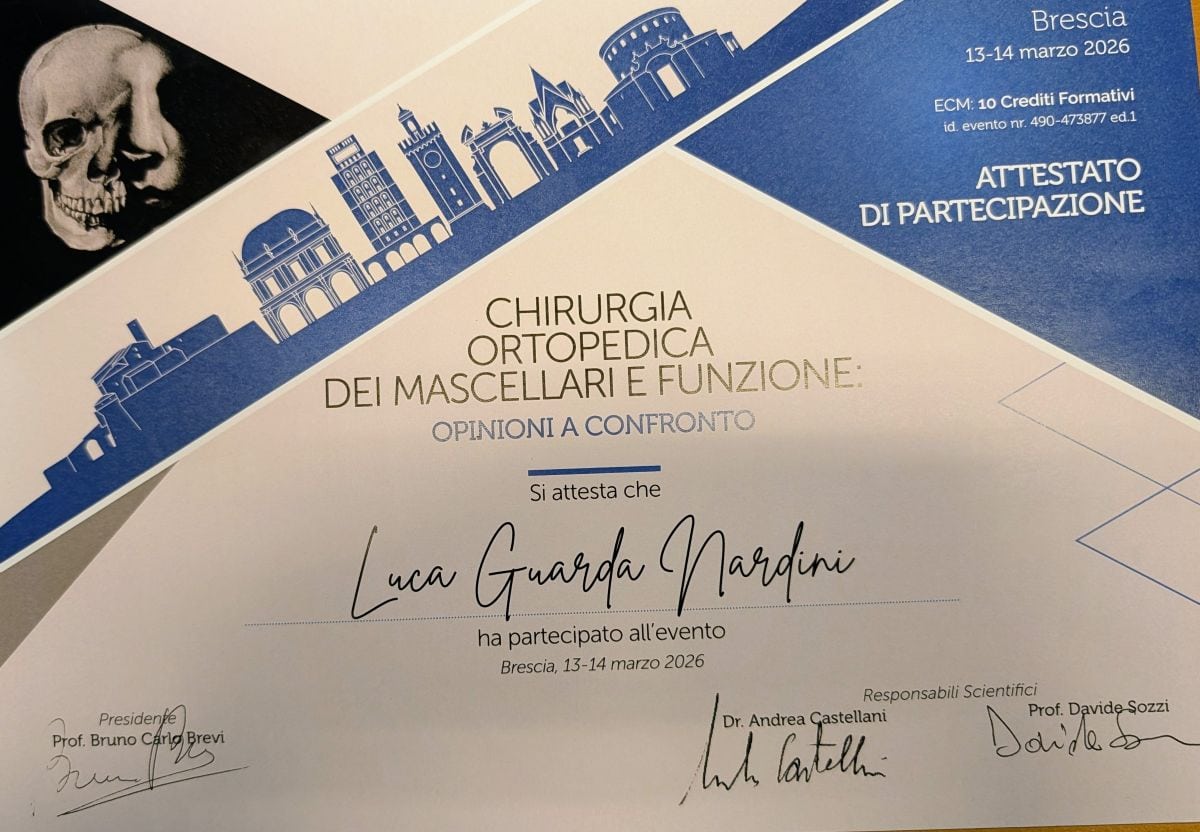 Brescia
13-14 marzo 2026
ECM: 10 Crediti Formativi
id. evento nr. 490-473877 ed.1
ATTESTATO
DI PARTECIPAZIONE
CHIRURGIA
ORTOPEDICA
DEI MASCELLARI E FUNZIONE:
OPINIONI A CONFRONTO
Si attesta che
Luca Guarda Nardini
ha partecipato all'evento
Brescia, 13-14 marzo 2026
Presidente
Prof. Bruno Carlo Brevi
Responsabili Scientifici
Dr. Andrea Castellani
Prof. Davide Sozzi